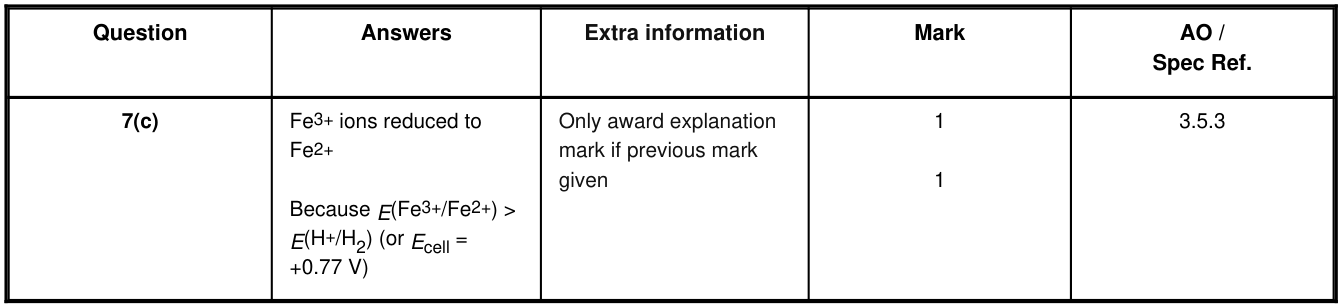 Question Answers Extra information Mark AO /
Spec Ref.
7(c) Fe3+ ions reduced to Only award explanation 1 3.5.3
Fe2+ mark if previous mark
given 1
Because E(Fe3+/Fe2+) >
E(H+/H2) (or Ecell =
+0.77 V)